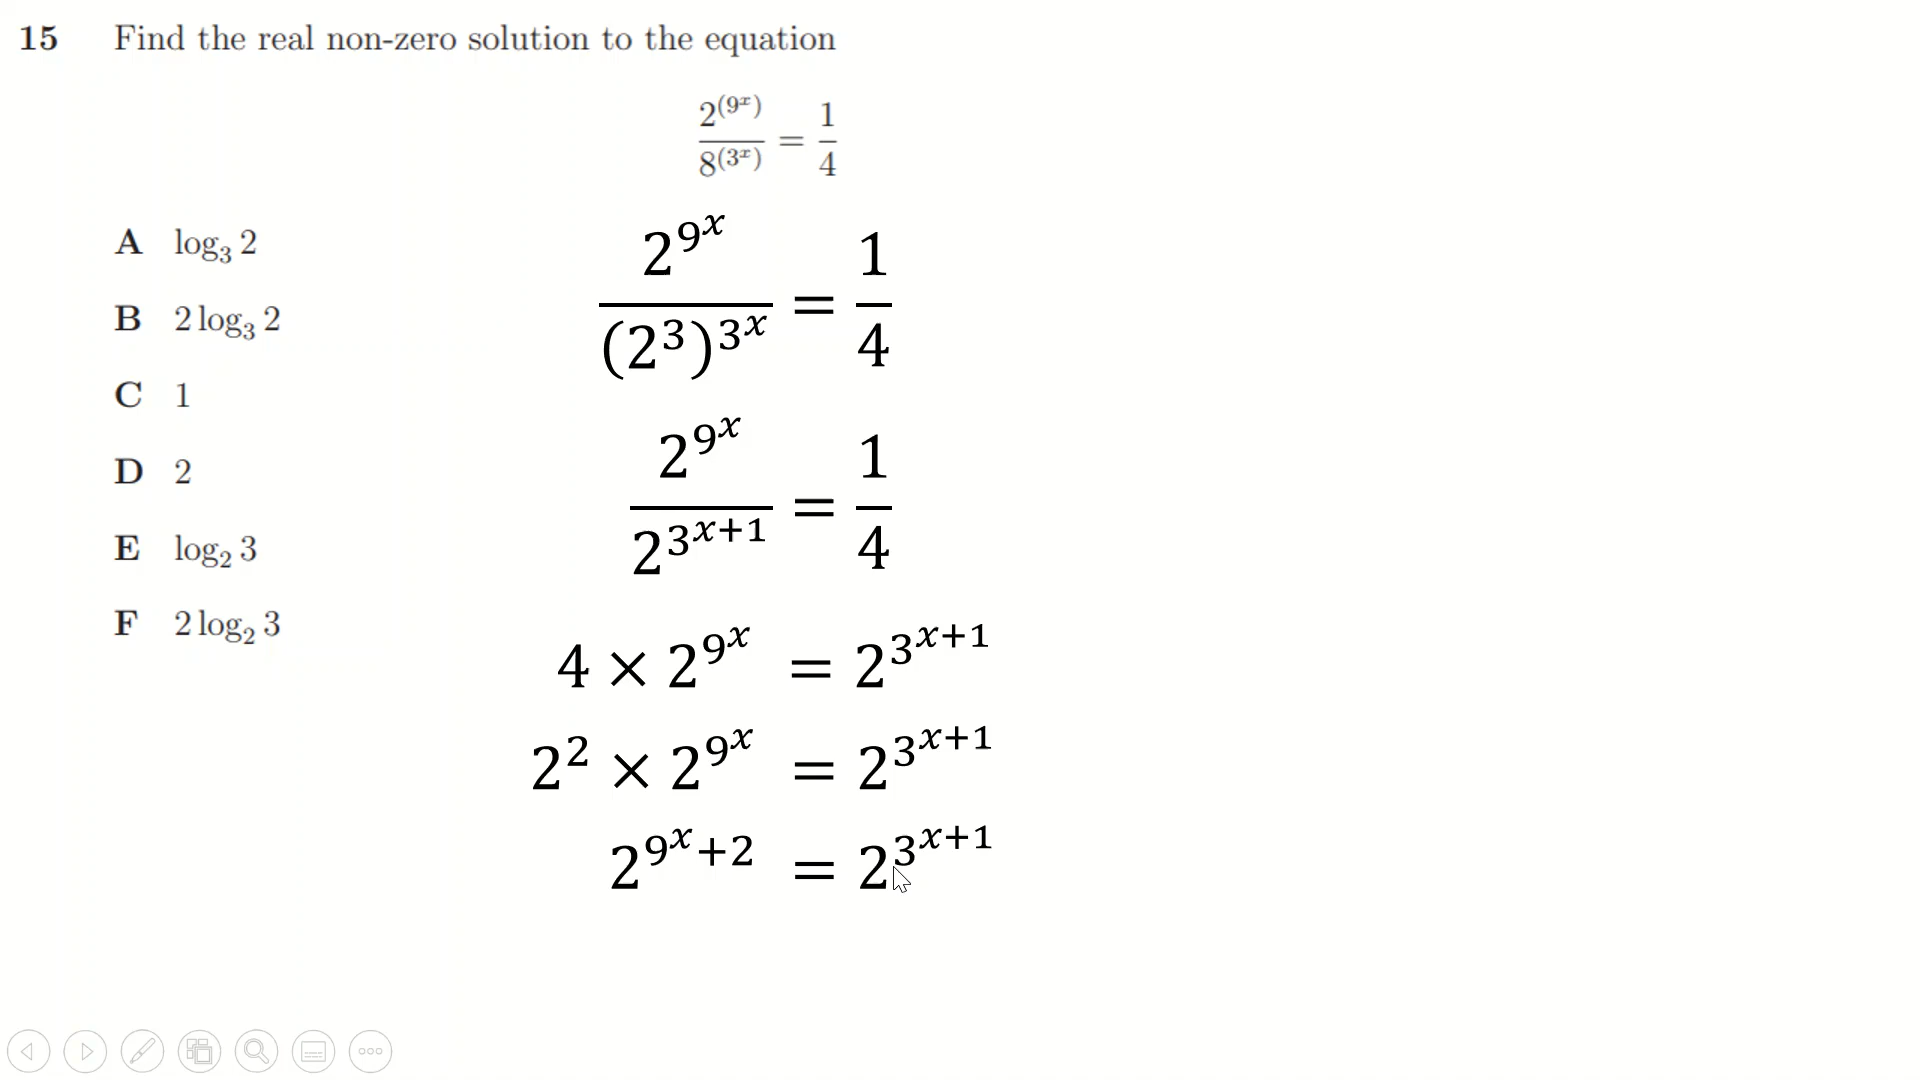 15 Find the real non-zero solution to the equation
2^(9^x) / 8^(3^x) = 1/4
A log₃ 2
B 2 log₃ 2
C 1
D 2
E log₂ 3
F 2 log₂ 3
2^9^x / (2^3)^3^x = 1/4
2^9^x / 2^3^(x+1) = 1/4
4 × 2^9^x = 2^3^(x+1)
2^2 × 2^9^x = 2^3^(x+1)
2^(9^x+2) = 2^3^(x+1)